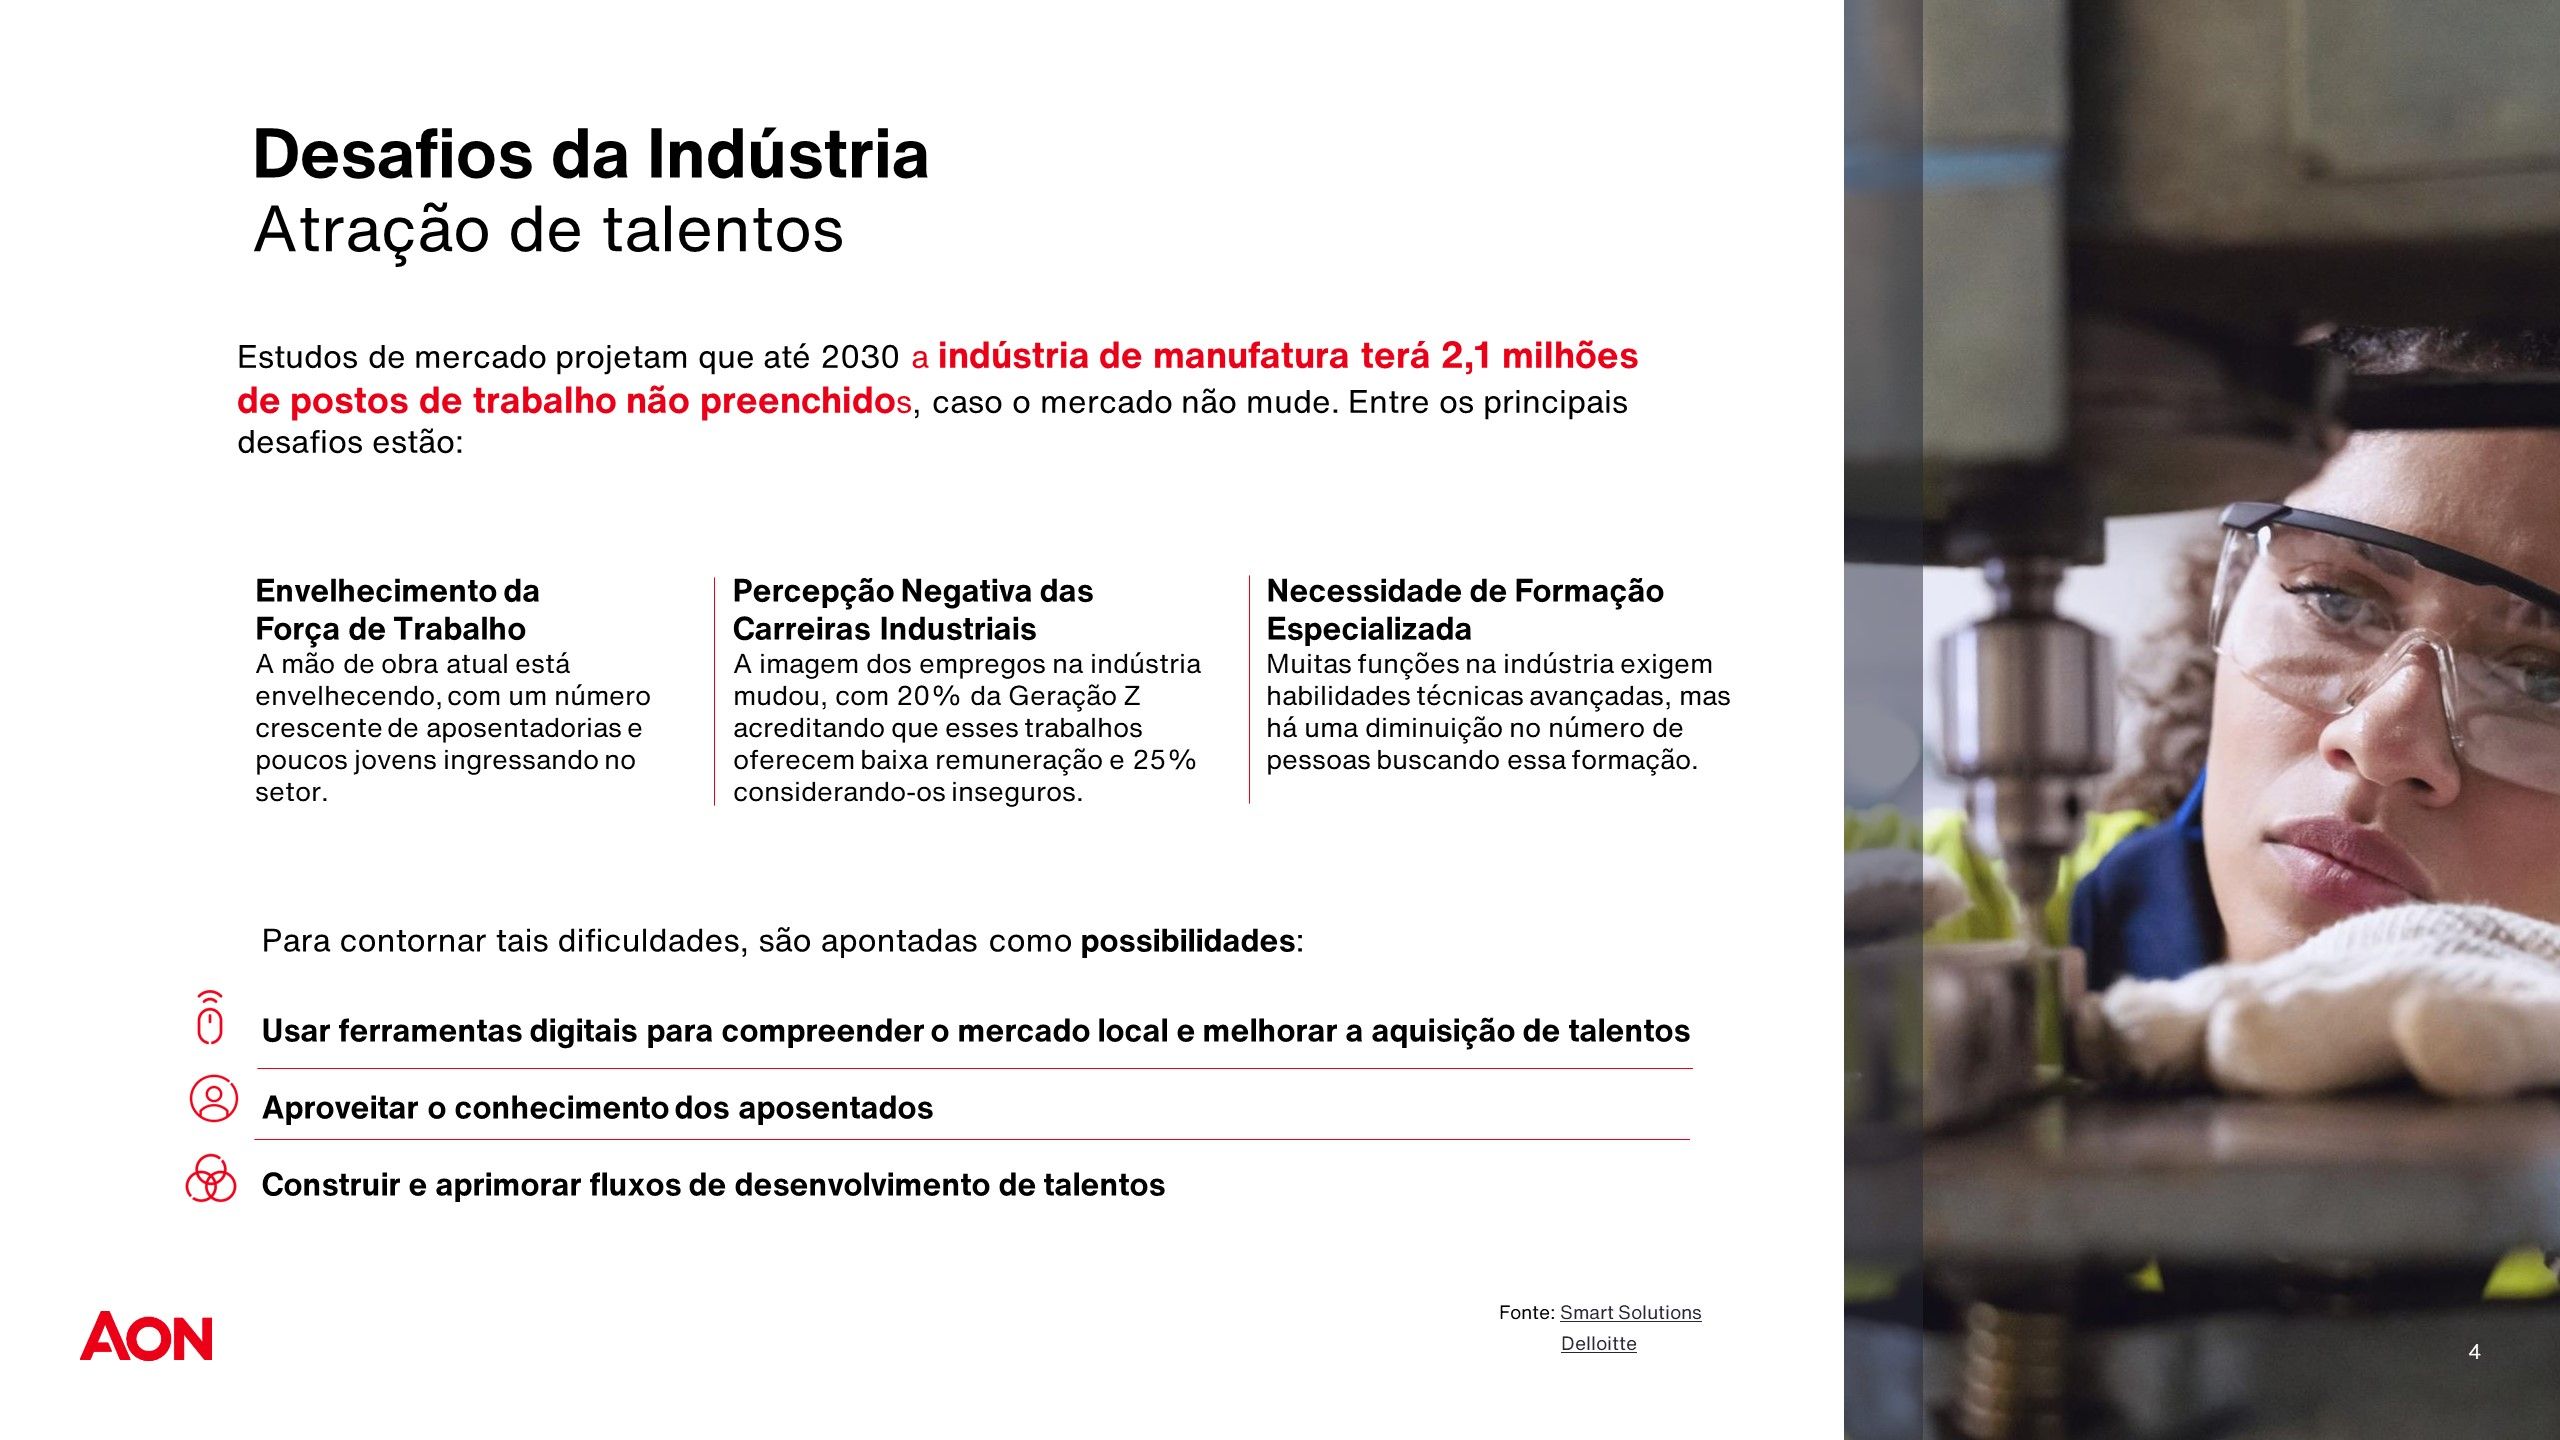 Desafios da Indústria
Atração de talentos
Estudos de mercado projetam que até 2030 a indústria de manufatura terá 2,1 milhões
de postos de trabalho não preenchidos, caso o mercado não mude. Entre os principais
desafios estão:
Envelhecimento da
Força de Trabalho
A mão de obra atual está
envelhecendo, com um número
crescente de aposentadorias e
poucos jovens ingressando no
setor.
Percepção Negativa das
Carreiras Industriais
A imagem dos empregos na indústria
mudou, com 20% da Geração Z
acreditando que esses trabalhos
oferecem baixa remuneração e 25%
considerando-os inseguros.
Necessidade de Formação
Especializada
Muitas funções na indústria exigem
habilidades técnicas avançadas, mas
há uma diminuição no número de
pessoas buscando essa formação.
Para contornar tais dificuldades, são apontadas como possibilidades:
Usar ferramentas digitais para compreender o mercado local e melhorar a aquisição de talentos
Aproveitar o conhecimento dos aposentados
Construir e aprimorar fluxos de desenvolvimento de talentos
AON
Fonte: Smart Solutions
Delloitte
4